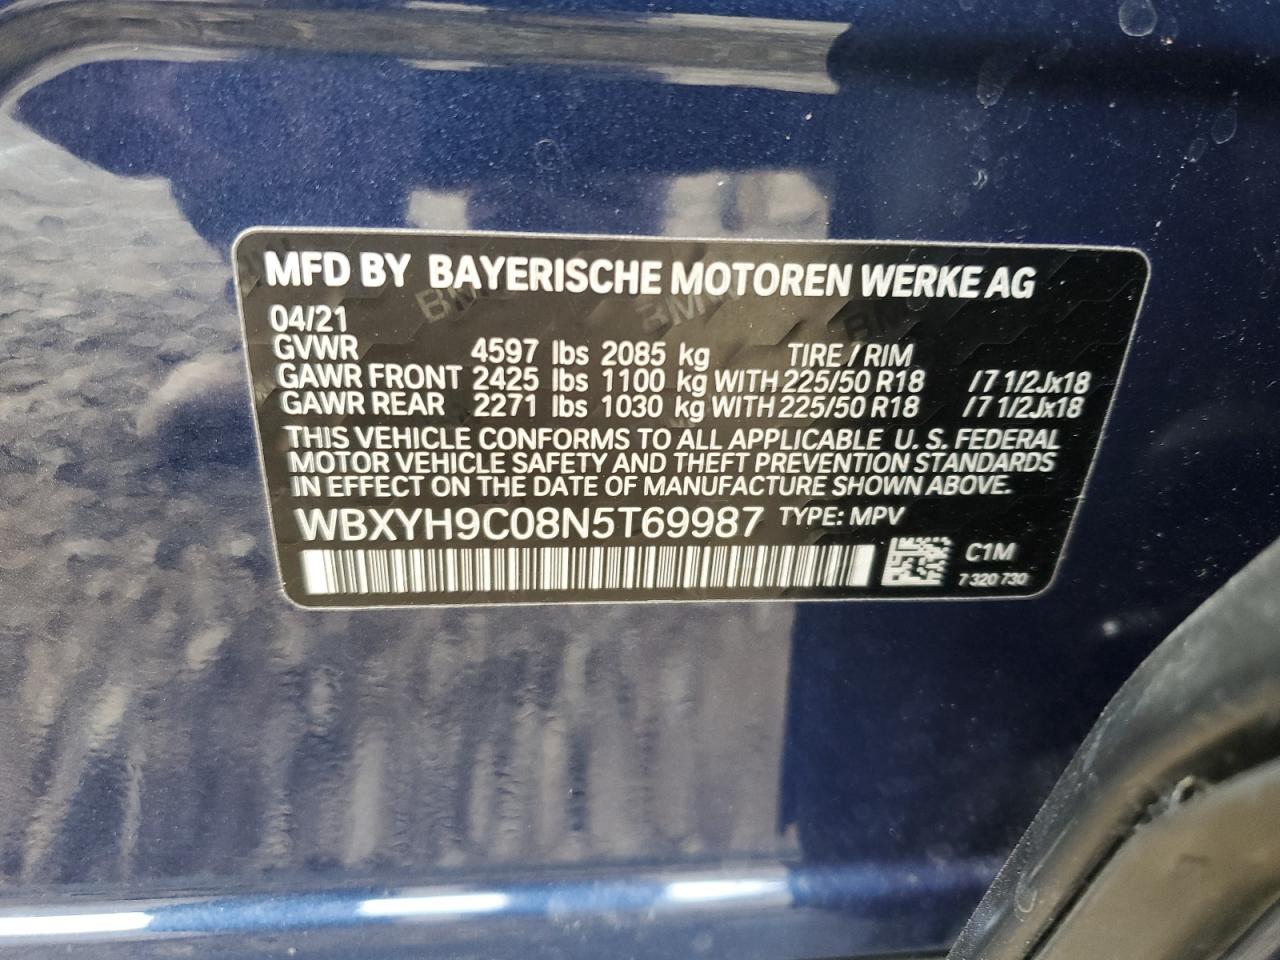 MFD BY BAYERISCHE MOTOREN WERKE AG
04/21
GVWR 4597 lbs 2085 kg TIRE / RIM
GAWR FRONT 2425 lbs 1100 kg WITH 225/50 R18 / 7 1/2Jx18
GAWR REAR 2271 lbs 1030 kg WITH 225/50 R18 / 7 1/2Jx18
THIS VEHICLE CONFORMS TO ALL APPLICABLE U. S. FEDERAL
MOTOR VEHICLE SAFETY AND THEFT PREVENTION STANDARDS
IN EFFECT ON THE DATE OF MANUFACTURE SHOWN ABOVE.
WBXYH9C08N5T69987 TYPE: MPV
C1M
7 320 730